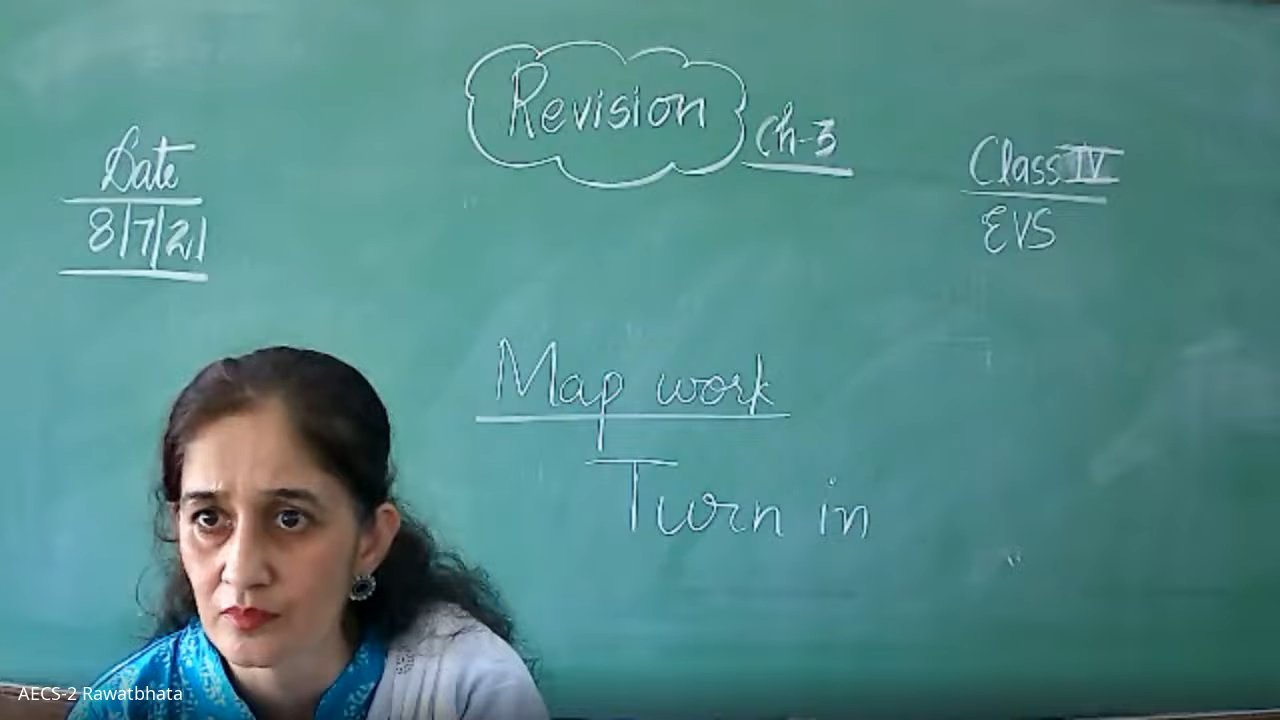 Revision
Ch-3
Date
8/7/21
Class IV
EVS
Map work
Turn in
AECS-2 Rawatbhata